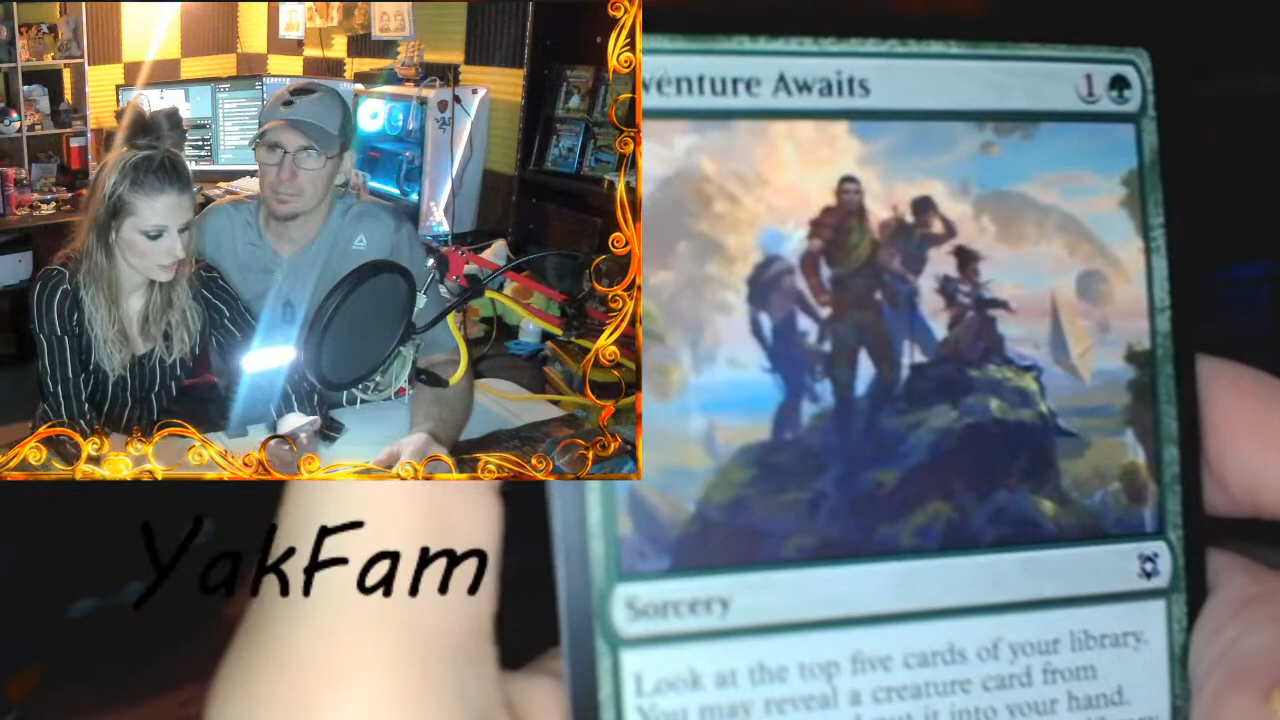 venture Awaits
1
YakFam
Sorcery
Look at the top five cards of your library.
You may reveal a creature card from
put it into your hand.